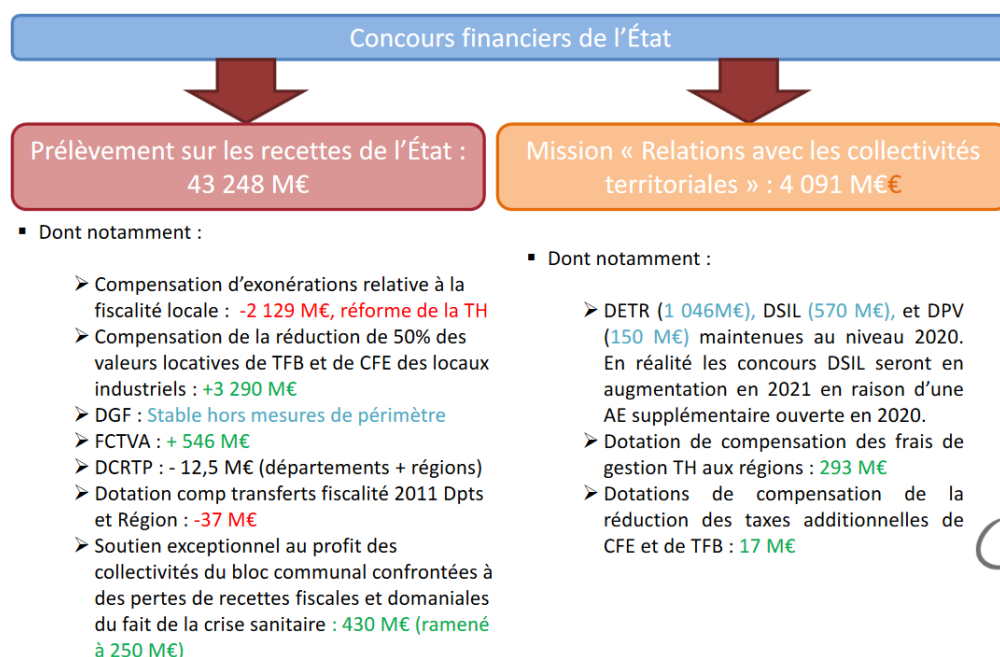 Concours financiers de l'État
Prélèvement sur les recettes de l'État :
43 248 M€
Mission « Relations avec les collectivités
territoriales » : 4 091 M€€
▪ Dont notamment :
➢ Compensation d'exonérations relative à la
fiscalité locale : -2 129 M€, réforme de la TH
➢ Compensation de la réduction de 50% des
valeurs locatives de TFB et de CFE des locaux
industriels : +3 290 M€
➢ DGF : Stable hors mesures de périmètre
➢ FCTVA : + 546 M€
➢ DCRTP : - 12,5 M€ (départements + régions)
➢ Dotation comp transferts fiscalité 2011 Dpts
et Région : -37 M€
➢ Soutien exceptionnel au profit des
collectivités du bloc communal confrontées à
des pertes de recettes fiscales et domaniales
du fait de la crise sanitaire : 430 M€ (ramené
à 250 M€)
▪ Dont notamment :
➢ DETR (1 046M€), DSIL (570 M€), et DPV
(150 M€) maintenues au niveau 2020.
En réalité les concours DSIL seront en
augmentation en 2021 en raison d'une
AE supplémentaire ouverte en 2020.
➢ Dotation de compensation des frais de
gestion TH aux régions : 293 M€
➢ Dotations de compensation de la
réduction des taxes additionnelles de
CFE et de TFB : 17 M€